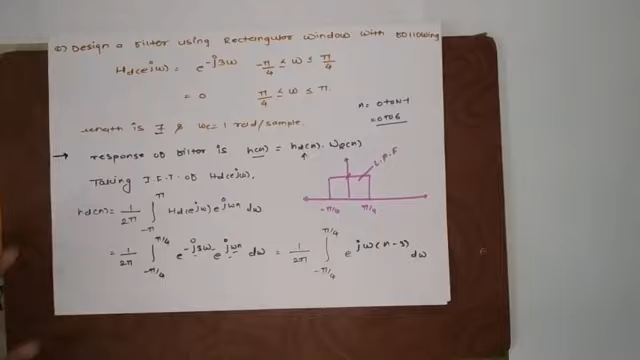 Q) Design a filter using Rectangular window with following
Hd(e^jω) = e^-j3ω   -π/4 ≤ ω ≤ π/4
= 0   π/4 ≤ ω ≤ π.
n = 0 to N-1
= 0 to 6
length is 7 & ωc = 1 rad/sample.
→ response of filter is h(n) = hd(n). WR(n)
L.P.F
Taking I.F.T. of Hd(e^jω).
-π/4   π/4
hd(n) = 1/2π ∫_-π^π Hd(e^jω) e^jωn dω
= 1/2π ∫_-π/4^π/4 e^-j3ω e^jωn dω = 1/2π ∫_-π/4^π/4 e^jω(n-3) dω